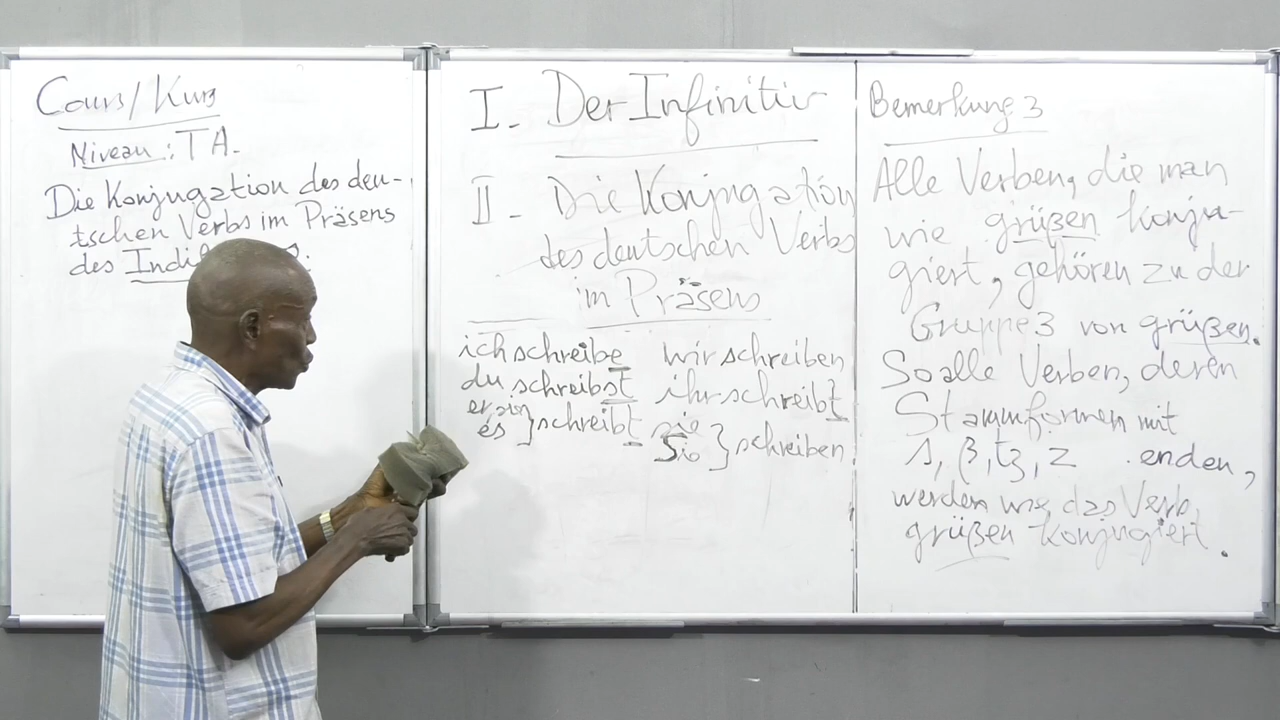 Cours/Kurs
Niveau : TA.
Die Konjugation des deu-
tschen Verbs im Präsens
des
I - Der Infinitiv
II - Die Konjugation
des deutschen Verbs
im Präsens
ich schreibe wir schreiben
du schreibst ihr schreibt
er sie
es } schreibt sie
Sie } schreiben
Bemerkung 3
Alle Verben, die man
wie grüßen konju-
giert, gehören zu der
Gruppe 3 von grüßen.
So alle Verben, deren
Stammformen mit
s, ß, tz, z enden,
werden wie das Verb
grüßen konjugiert.